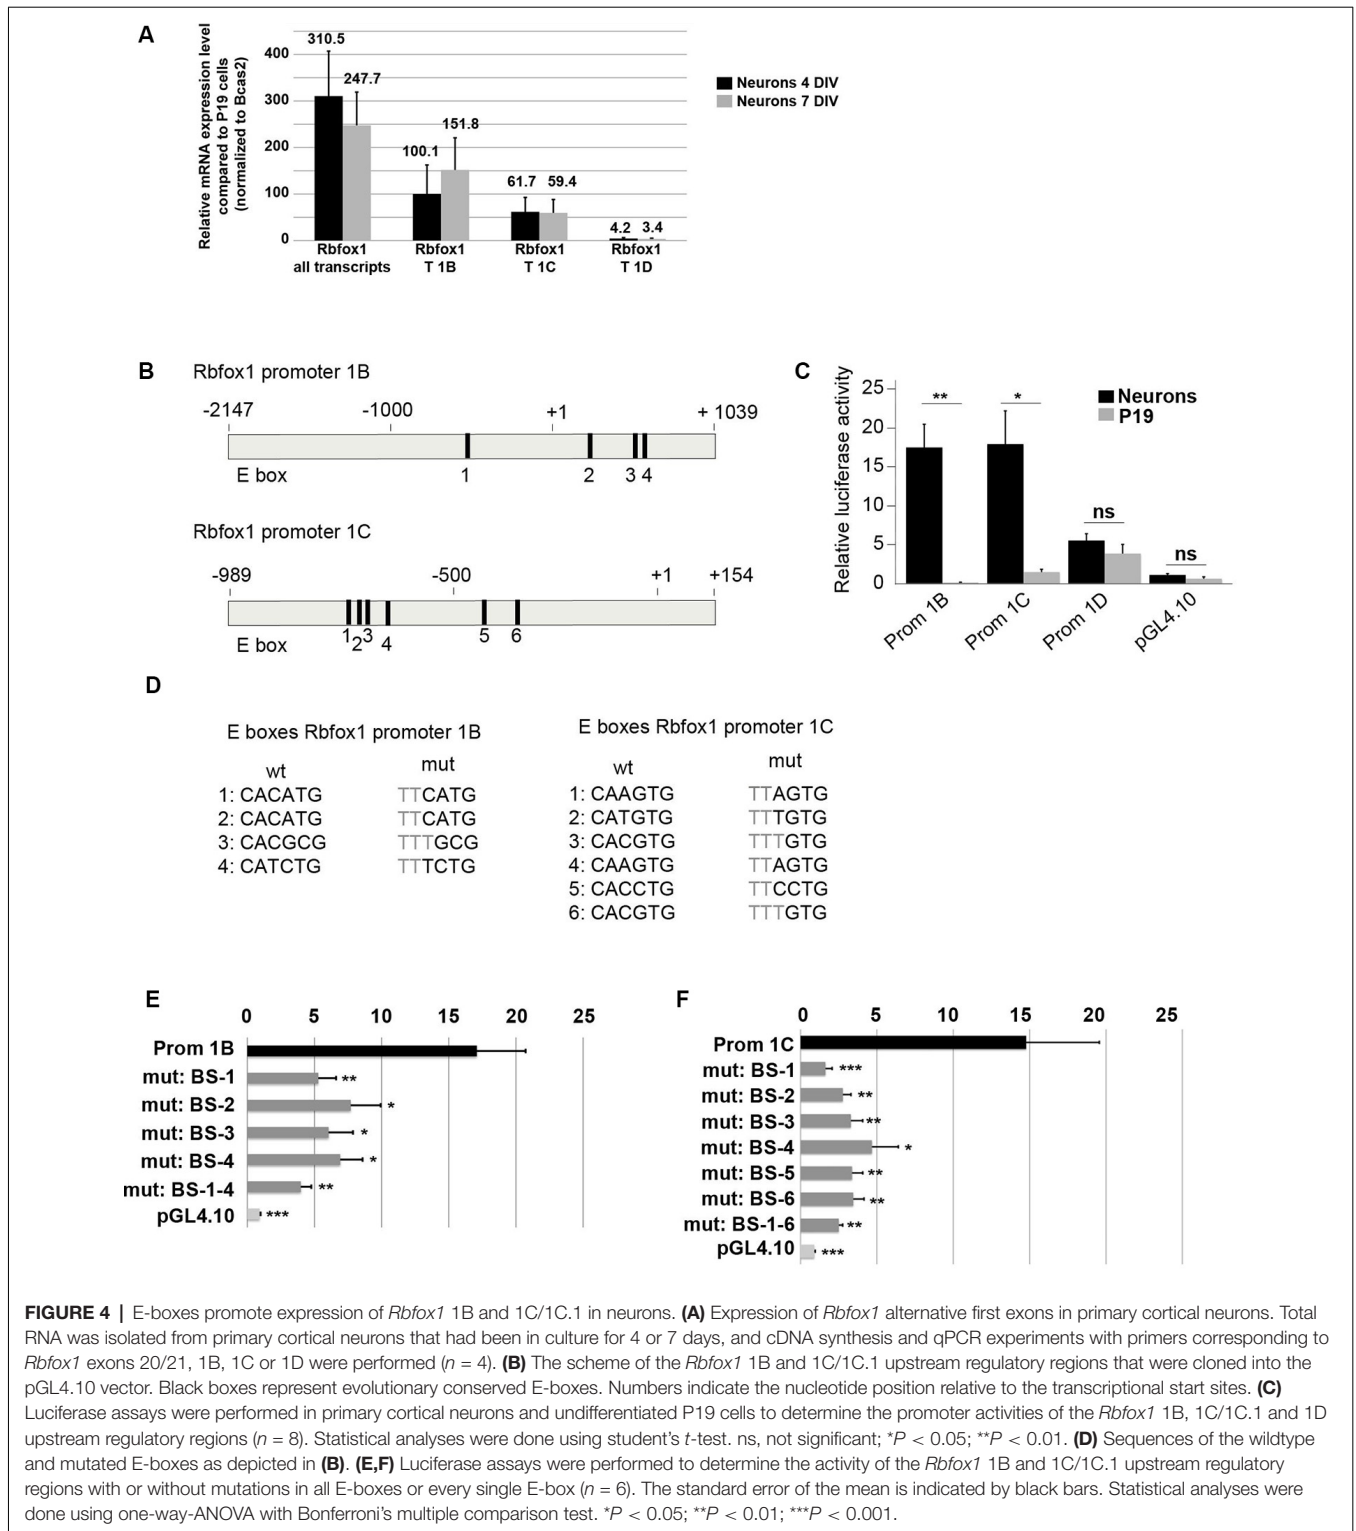 A
Relative mRNA expression level
compared to P19 cells
(normalized to Bcas2)
400
300
200
100
0
310.5
247.7
100.1
151.8
61.7
59.4
4.2
3.4
Rbfox1
all transcripts
Rbfox1
T 1B
Rbfox1
T 1C
Rbfox1
T 1D
Neurons 4 DIV
Neurons 7 DIV
B
Rbfox1 promoter 1B
-2147 -1000 +1 + 1039
E box 1 2 3 4
Rbfox1 promoter 1C
-989 -500 +1 +154
E box 1 2 3 4 5 6
C
Relative luciferase activity
25
20
15
10
5
0
** * ns ns
Neurons
P19
Prom 1B
Prom 1C
Prom 1D
pGL4.10
D
E boxes Rbfox1 promoter 1B
wt mut
1: CACATG TTCATG
2: CACATG TTCATG
3: CACGCG TTTGCG
4: CATCTG TTTCTG
E boxes Rbfox1 promoter 1C
wt mut
1: CAAGTG TTAGTG
2: CATGTG TTTGTG
3: CACGTG TTTGTG
4: CAAGTG TTAGTG
5: CACCTG TTCCTG
6: CACGTG TTTGTG
E
0 5 10 15 20 25
Prom 1B
mut: BS-1 **
mut: BS-2 *
mut: BS-3 *
mut: BS-4 *
mut: BS-1-4 **
pGL4.10 ***
F
0 5 10 15 20 25
Prom 1C
mut: BS-1 ***
mut: BS-2 **
mut: BS-3 **
mut: BS-4 *
mut: BS-5 **
mut: BS-6 **
mut: BS-1-6 **
pGL4.10 ***
FIGURE 4 | E-boxes promote expression of Rbfox1 1B and 1C/1C.1 in neurons. (A) Expression of Rbfox1 alternative first exons in primary cortical neurons. Total
RNA was isolated from primary cortical neurons that had been in culture for 4 or 7 days, and cDNA synthesis and qPCR experiments with primers corresponding to
Rbfox1 exons 20/21, 1B, 1C or 1D were performed (n = 4). (B) The scheme of the Rbfox1 1B and 1C/1C.1 upstream regulatory regions that were cloned into the
pGL4.10 vector. Black boxes represent evolutionary conserved E-boxes. Numbers indicate the nucleotide position relative to the transcriptional start sites. (C)
Luciferase assays were performed in primary cortical neurons and undifferentiated P19 cells to determine the promoter activities of the Rbfox1 1B, 1C/1C.1 and 1D
upstream regulatory regions (n = 8). Statistical analyses were done using student's t-test. ns, not significant; *P < 0.05; **P < 0.01. (D) Sequences of the wildtype
and mutated E-boxes as depicted in (B). (E,F) Luciferase assays were performed to determine the activity of the Rbfox1 1B and 1C/1C.1 upstream regulatory
regions with or without mutations in all E-boxes or every single E-box (n = 6). The standard error of the mean is indicated by black bars. Statistical analyses were
done using one-way-ANOVA with Bonferroni's multiple comparison test. *P < 0.05; **P < 0.01; ***P < 0.001.